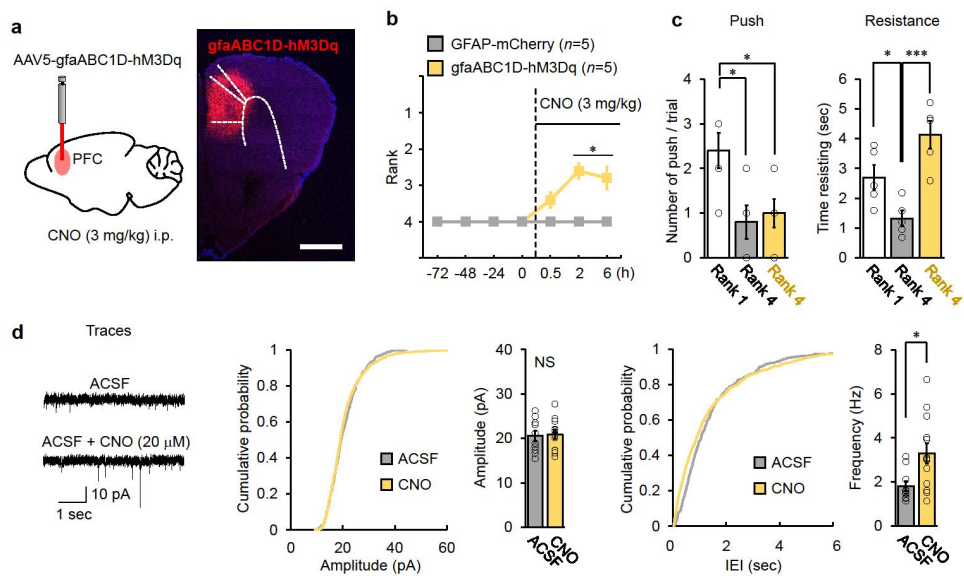 a
AAV5-gfaABC1D-hM3Dq
PFC
CNO (3 mg/kg) i.p.
gfaABC1D-hM3Dq
b
GFAP-mCherry (n=5)
gfaABC1D-hM3Dq (n=5)
CNO (3 mg/kg)
*
Rank
1
2
3
4
-72 -48 -24 0 0.5 2 6 (h)
c
Push
*
*
Number of push / trial
4
3
2
1
0
Rank 1
Rank 4
Rank 4
Resistance
* ***
Time resisting (sec)
6
5
4
3
2
1
0
Rank 1
Rank 4
Rank 4
d
Traces
ACSF
ACSF + CNO (20 μM)
10 pA
1 sec
Cumulative probability
1
0.8
0.6
0.4
0.2
0
ACSF
CNO
0 20 40 60
Amplitude (pA)
Amplitude (pA)
40
30
20
10
0
NS
ACSF
CNO
Cumulative probability
1
0.8
0.6
0.4
0.2
0
ACSF
CNO
0 2 4 6
IEI (sec)
Frequency (Hz)
8
6
4
2
0
*
ACSF
CNO